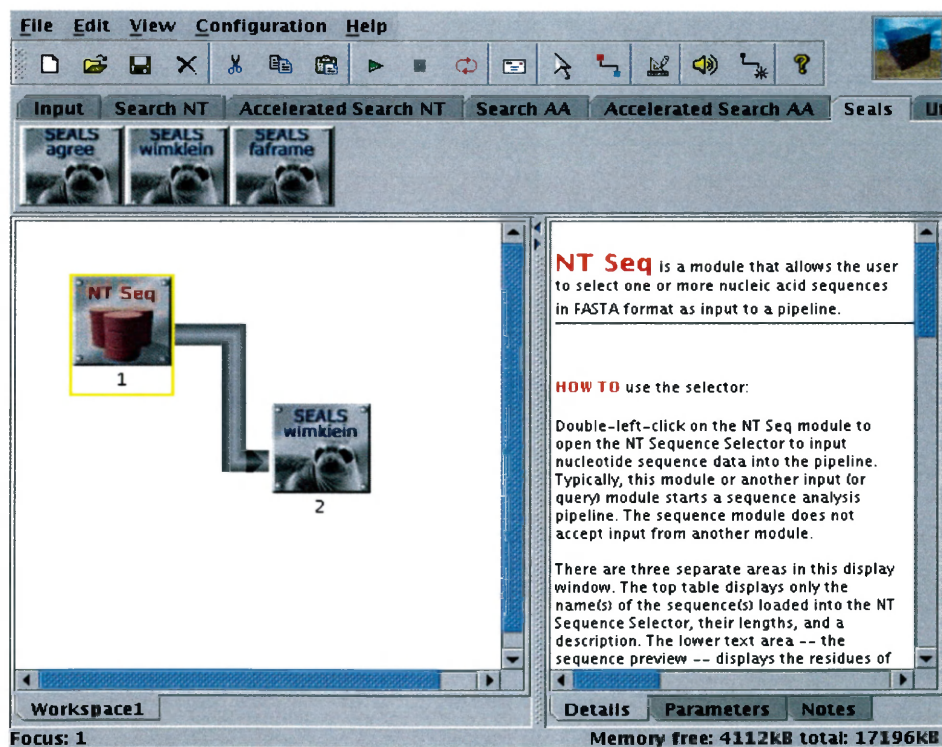 File Edit View Configuration Help
Input Search NT Accelerated Search NT Search AA Accelerated Search AA Seals
SEALS agree
SEALS wimklein
SEALS faframe
NT Seq
1
SEALS
wimklein
2
NT Seq is a module that allows the user
to select one or more nucleic acid sequences
in FASTA format as input to a pipeline.
HOW TO use the selector:
Double-left-click on the NT Seq module to
open the NT Sequence Selector to input
nucleotide sequence data into the pipeline.
Typically, this module or another input (or
query) module starts a sequence analysis
pipeline. The sequence module does not
accept input from another module.
There are three separate areas in this display
window. The top table displays only the
name(s) of the sequence(s) loaded into the NT
Sequence Selector, their lengths, and a
description. The lower text area -- the
sequence preview -- displays the residues of
Workspace1
Details Parameters Notes
Focus: 1
Memory free: 4112kB total: 17196kB